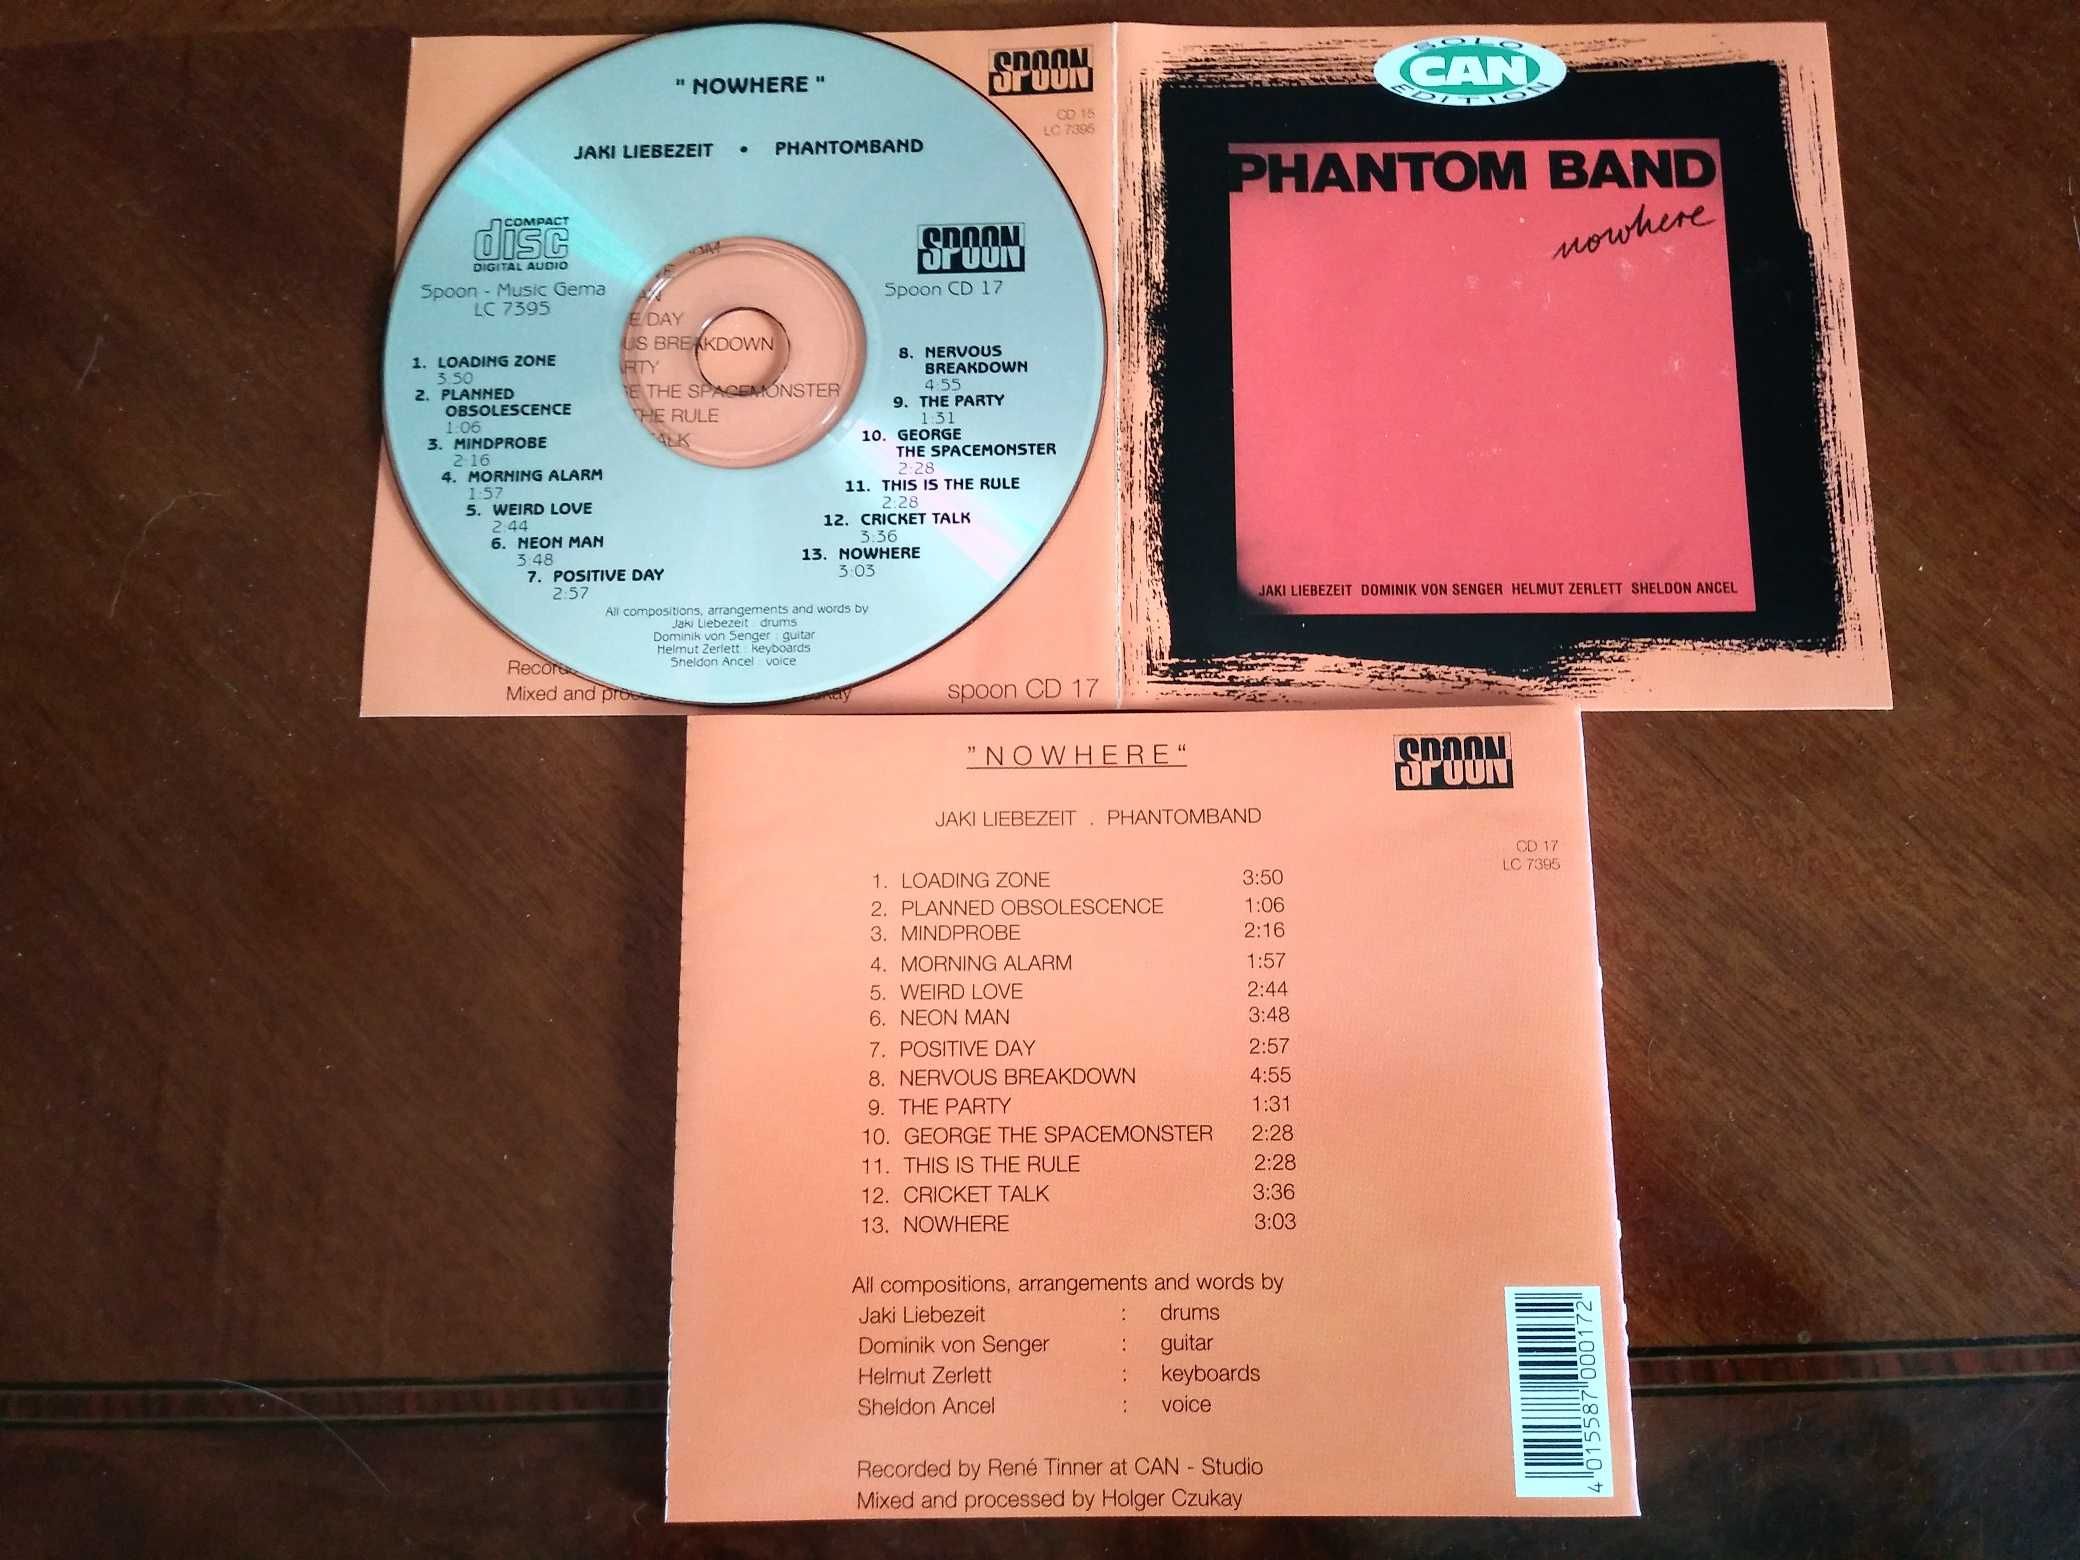 " NOWHERE "
JAKI LIEBEZEIT • PHANTOMBAND
COMPACT
disc
DIGITAL AUDIO
Spoon - Music Gema
LC 7395
SPOON
Spoon CD 17
1. LOADING ZONE
3:50
2. PLANNED
OBSOLESCENCE
1:06
3. MINDPROBE
2:16
4. MORNING ALARM
1:57
5. WEIRD LOVE
2:44
6. NEON MAN
3:48
7. POSITIVE DAY
2:57
8. NERVOUS
BREAKDOWN
4:55
9. THE PARTY
1:31
10. GEORGE
THE SPACEMONSTER
2:28
11. THIS IS THE RULE
2:28
12. CRICKET TALK
3:36
13. NOWHERE
3:03
All compositions, arrangements and words by
Jaki Liebezeit : drums
Dominik von Senger : guitar
Helmut Zerlett : keyboards
Sheldon Ancel : voice
DAY
BREAKDOWN
THE SPACEMONSTER
THE RULE
SPOON
CD 15
LC 7395
Mixed and
spoon CD 17
SOLO
CAN
EDITION
PHANTOM BAND
nowhere
JAKI LIEBEZEIT DOMINIK VON SENGER HELMUT ZERLETT SHELDON ANCEL
"NOWHERE"
SPOON
JAKI LIEBEZEIT . PHANTOMBAND
CD 17
LC 7395
1. LOADING ZONE 3:50
2. PLANNED OBSOLESCENCE 1:06
3. MINDPROBE 2:16
4. MORNING ALARM 1:57
5. WEIRD LOVE 2:44
6. NEON MAN 3:48
7. POSITIVE DAY 2:57
8. NERVOUS BREAKDOWN 4:55
9. THE PARTY 1:31
10. GEORGE THE SPACEMONSTER 2:28
11. THIS IS THE RULE 2:28
12. CRICKET TALK 3:36
13. NOWHERE 3:03
All compositions, arrangements and words by
Jaki Liebezeit : drums
Dominik von Senger : guitar
Helmut Zerlett : keyboards
Sheldon Ancel : voice
Recorded by René Tinner at CAN - Studio
Mixed and processed by Holger Czukay
4 015587 000172